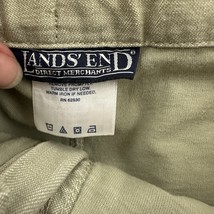 LANDS' END
DIRECT MERCHANTS
TUMBLE DRY LOW
WARM IRON IF NEEDED.
RN 62930